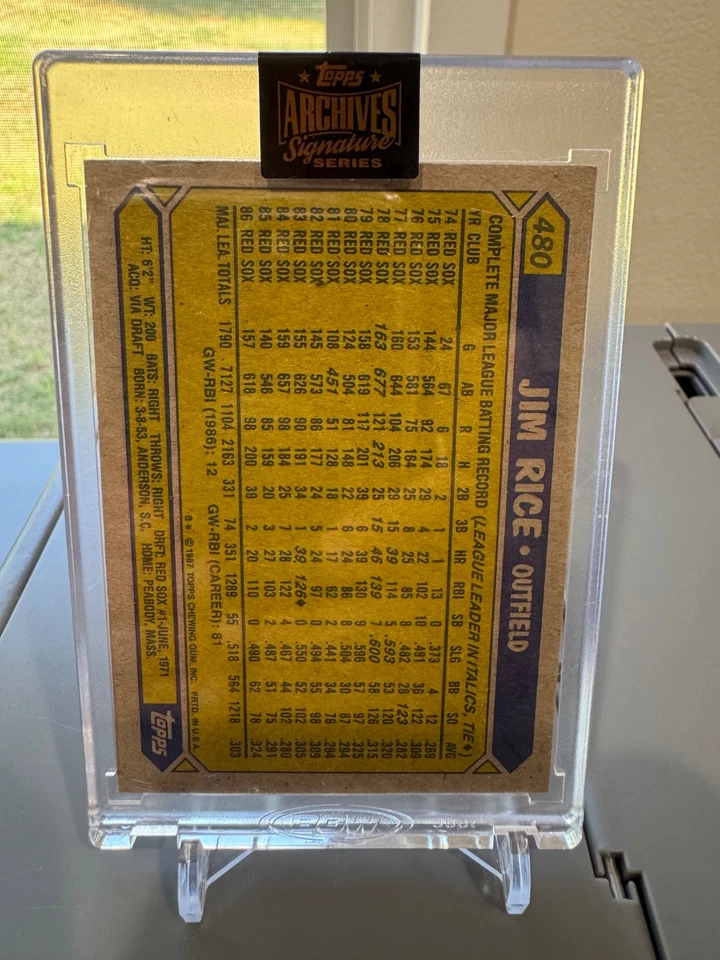 Topps
ARCHIVES
Signature
SERIES
480
JIM RICE • OUTFIELD
COMPLETE MAJOR LEAGUE BATTING RECORD (LEAGUE LEADER IN ITALICS, TIE ♦)
YR CLUB G AB R H 2B 3B HR RBI SB SLG BB SO AVG
74 RED SOX 24 67 6 18 2 1 1 13 0 .373 4 12 .269
75 RED SOX 144 564 92 174 29 4 22 102 10 .491 36 122 .309
76 RED SOX 153 581 75 164 25 8 25 85 8 .482 28 123 .282
77 RED SOX 160 644 104 206 29 15 39 114 5 .593 53 120 .320
78 RED SOX 163 677 121 213 25 15 46 139 7 .600 58 126 .315
79 RED SOX 158 619 117 201 39 6 39 130 9 .596 57 97 .325
80 RED SOX 124 504 81 148 22 6 24 86 8 .504 30 87 .294
81 RED SOX 108 451 51 128 18 1 17 62 2 .441 34 76 .284
82 RED SOX 145 573 86 177 24 5 24 97 0 .494 55 98 .309
83 RED SOX 155 626 90 191 34 1 39 126♦ 0 .550 52 102 .305
84 RED SOX 159 657 98 184 25 7 28 122 4 .467 44 102 .280
85 RED SOX 140 546 85 159 20 3 27 103 2 .487 51 75 .291
86 RED SOX 157 618 98 200 39 2 20 110 0 .490 62 78 .324
MAJ. LEA. TOTALS 1790 7127 1104 2163 331 74 351 1289 55 .518 564 1218 .303
GW-RBI (1986): 12 GW-RBI (CAREER): 81
B* © 1987 TOPPS CHEWING GUM, INC. PRTD. IN U.S.A.
HT: 6'2" WT: 200 BATS: RIGHT THROWS: RIGHT DRFT: RED SOX #1-JUNE, 1971
ACQ: VIA DRAFT BORN: 3-8-53, ANDERSON, S.C. HOME: PEABODY, MASS.
Topps
BCW